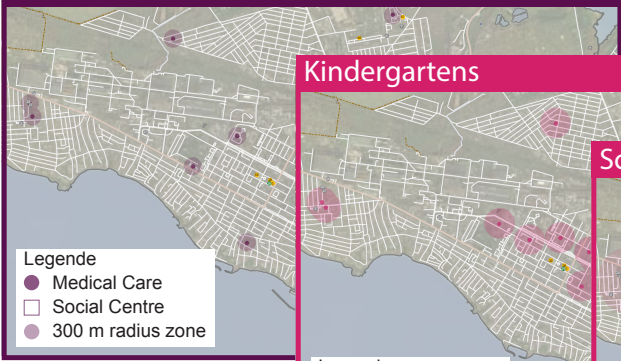 Kindergartens
Legende
Medical Care
Social Centre
300 m radius zone